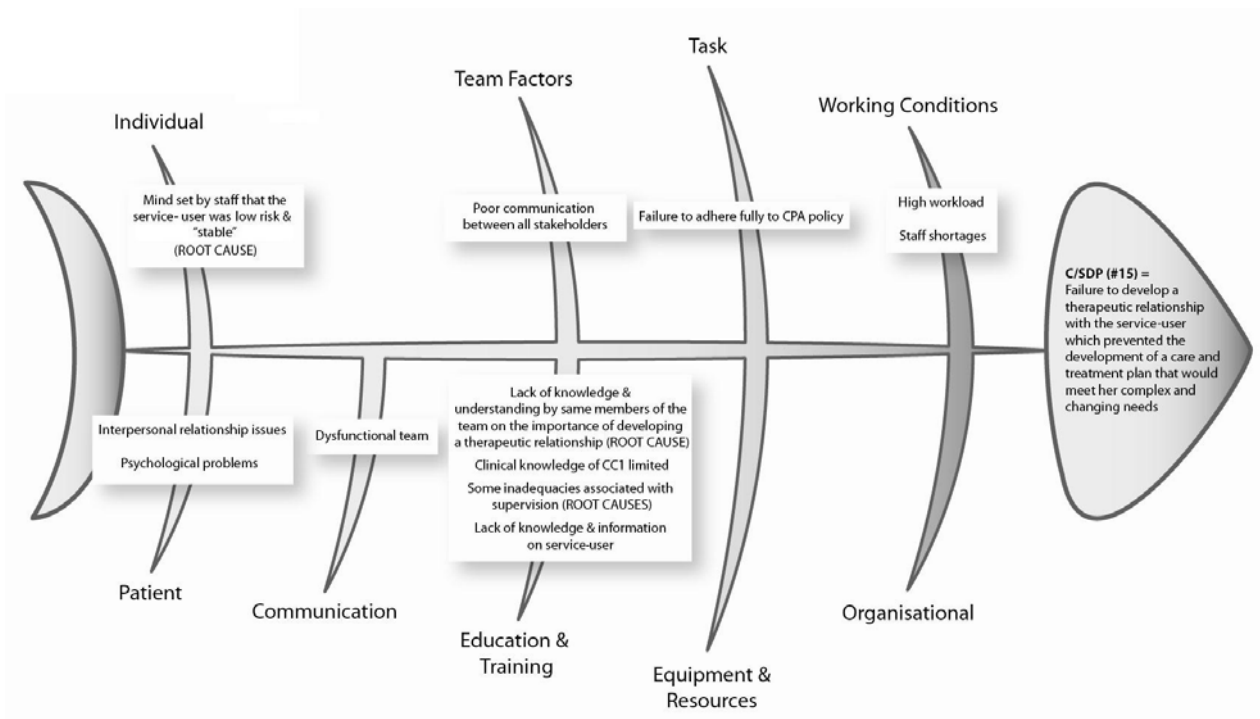 Task
Team Factors
Working Conditions
Individual
Mind set by staff that the
service- user was low risk &
"stable"
(ROOT CAUSE)
Poor communication
between all stakeholders
Failure to adhere fully to CPA policy
High workload
Staff shortages
C/SDP (#15) =
Failure to develop a
therapeutic relationship
with the service-user
which prevented the
development of a care and
treatment plan that would
meet her complex and
changing needs
Interpersonal relationship issues
Psychological problems
Dysfunctional team
Lack of knowledge &
understanding by same members of the
team on the importance of developing
a therapeutic relationship (ROOT CAUSE)
Clinical knowledge of CC1 limited
Some inadequacies associated with
supervision (ROOT CAUSES)
Lack of knowledge & information
on service-user
Patient
Communication
Education &
Training
Equipment &
Resources
Organisational